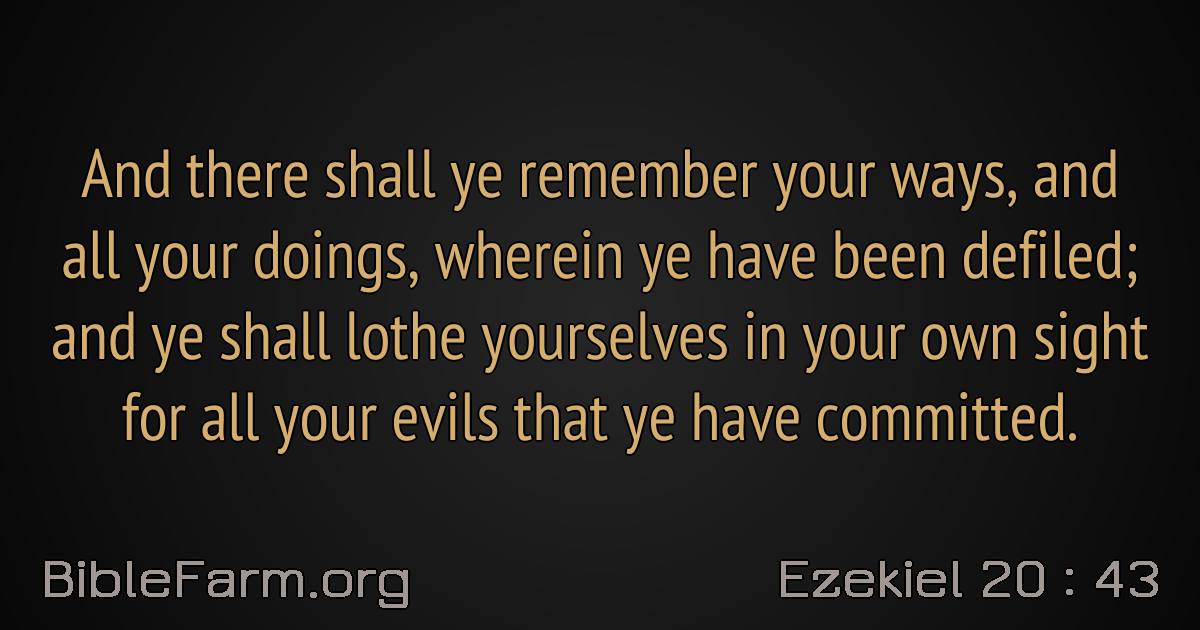 And there shall ye remember your ways, and
all your doings, wherein ye have been defiled;
and ye shall lothe yourselves in your own sight
for all your evils that ye have committed.
BibleFarm.org
Ezekiel 20 : 43